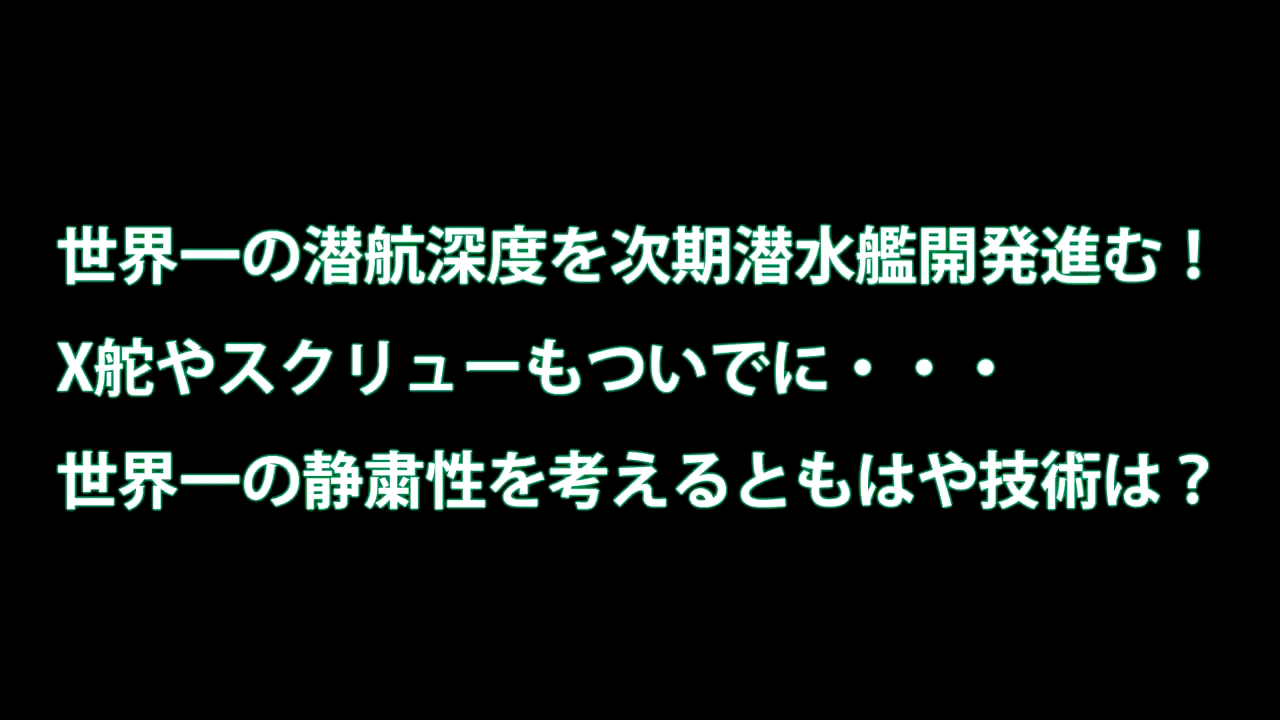 世界一の潜航深度を次期潜水艦開発進む！
X舵やスクリューもついでに・・・
世界一の静粛性を考えるともはや技術は？